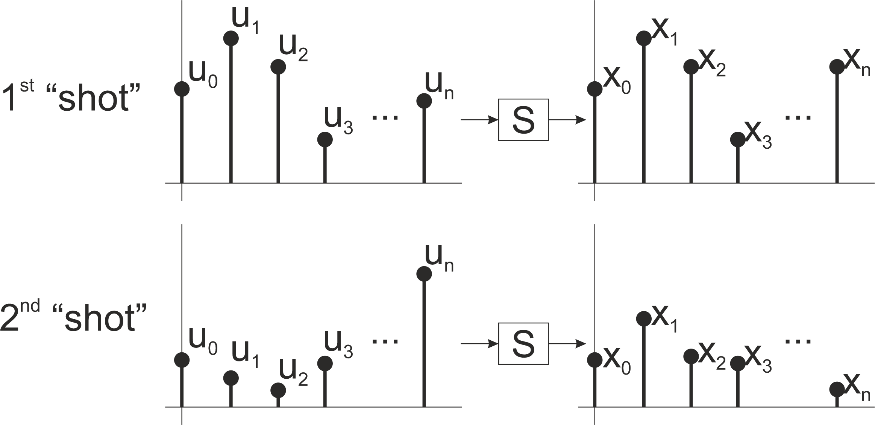 1st “shot”
u0 u1 u2 u3 ... un
S
x0 x1 x2 x3 ... xn
2nd “shot”
u0 u1 u2 u3 ... un
S
x0 x1 x2 x3 ... xn